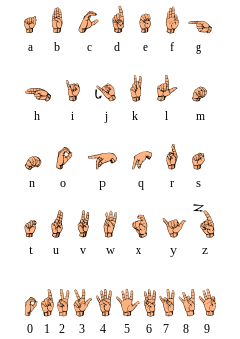 a b c d e f g
h i j k l m
n o p q r s
t u v w x y z
0 1 2 3 4 5 6 7 8 9